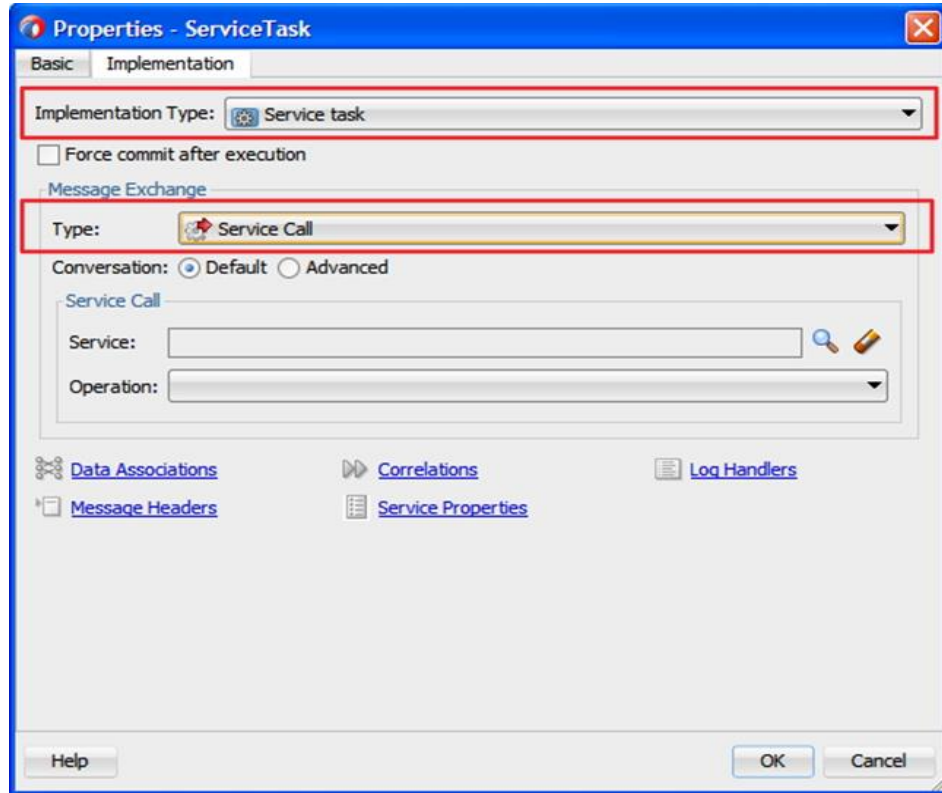 Properties - ServiceTask
Basic Implementation
Implementation Type: Service task
Force commit after execution
Message Exchange
Type: Service Call
Conversation: Default Advanced
Service Call
Service:
Operation:
Data Associations Correlations Log Handlers
Message Headers Service Properties
Help OK Cancel